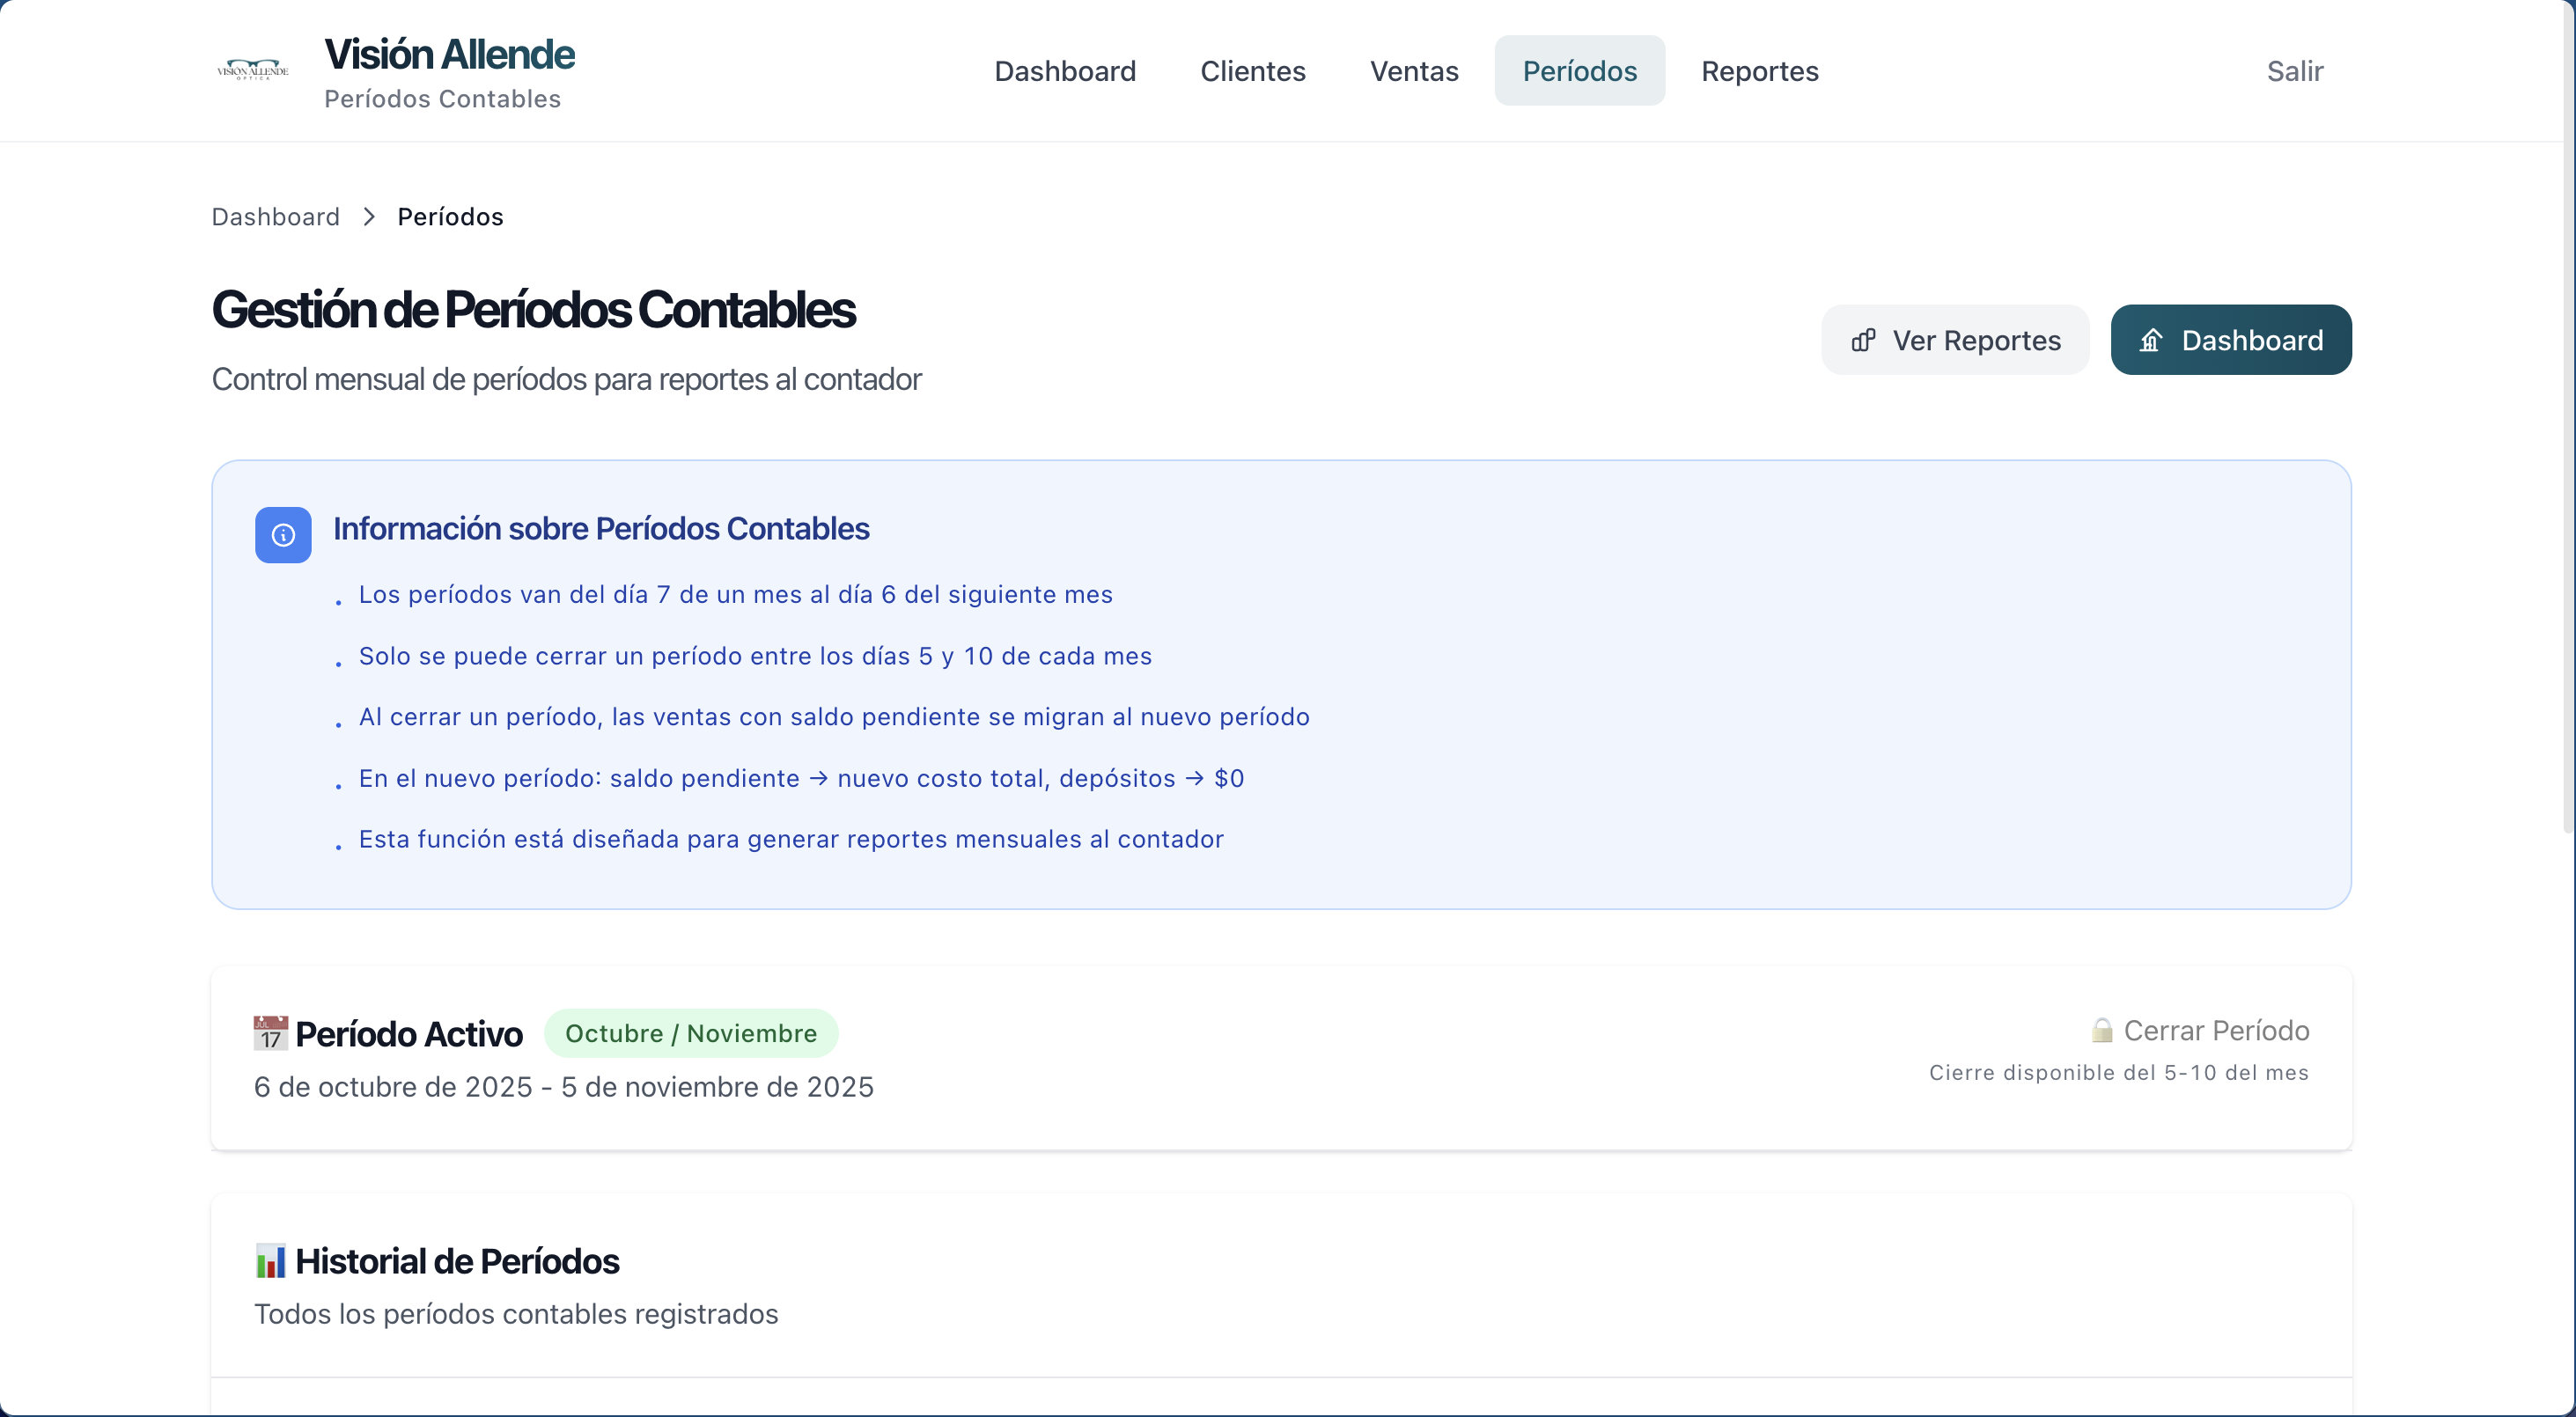 VISIÓN ALLENDE
OPTICA
Visión Allende
Períodos Contables
Dashboard
Clientes
Ventas
Períodos
Reportes
Salir
Dashboard > Períodos
Gestión de Períodos Contables
Control mensual de períodos para reportes al contador
Ver Reportes
Dashboard
Información sobre Períodos Contables
Los períodos van del día 7 de un mes al día 6 del siguiente mes
Solo se puede cerrar un período entre los días 5 y 10 de cada mes
Al cerrar un período, las ventas con saldo pendiente se migran al nuevo período
En el nuevo período: saldo pendiente → nuevo costo total, depósitos → $0
Esta función está diseñada para generar reportes mensuales al contador
JUL
17
Período Activo
Octubre / Noviembre
6 de octubre de 2025 - 5 de noviembre de 2025
Cerrar Período
Cierre disponible del 5-10 del mes
Historial de Períodos
Todos los períodos contables registrados